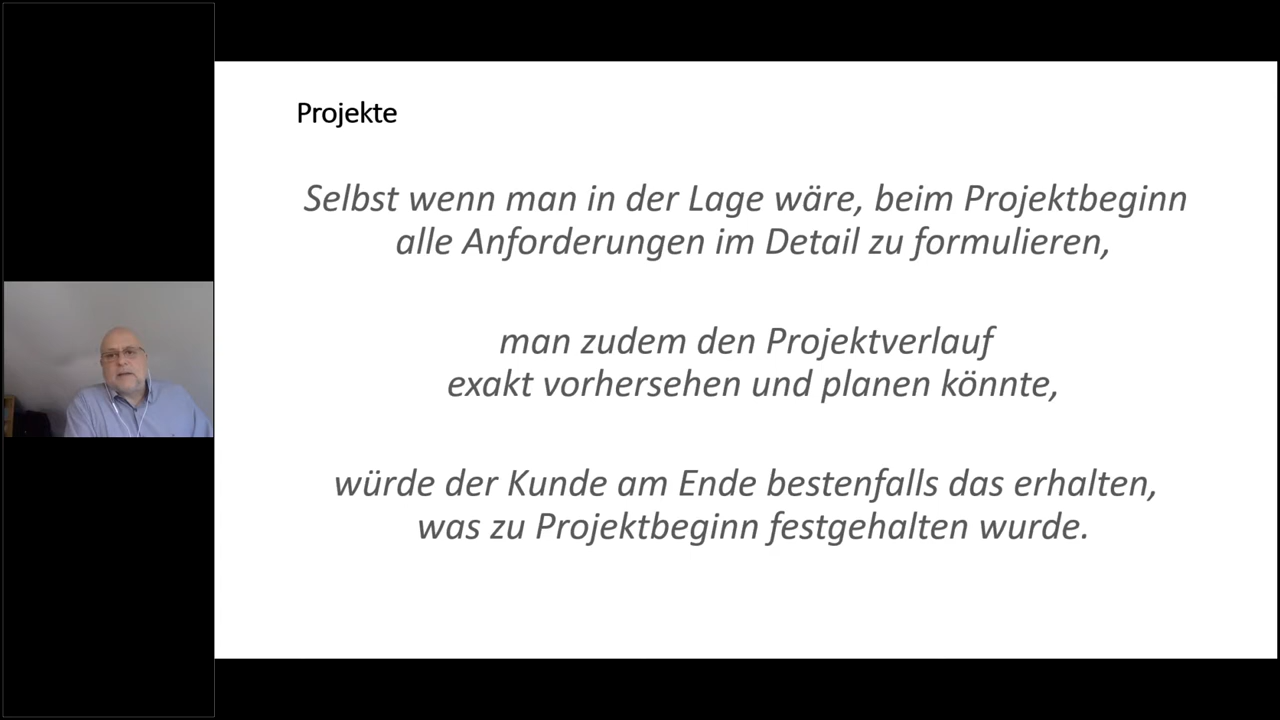 Projekte
Selbst wenn man in der Lage wäre, beim Projektbeginn
alle Anforderungen im Detail zu formulieren,
man zudem den Projektverlauf
exakt vorhersehen und planen könnte,
würde der Kunde am Ende bestenfalls das erhalten,
was zu Projektbeginn festgehalten wurde.